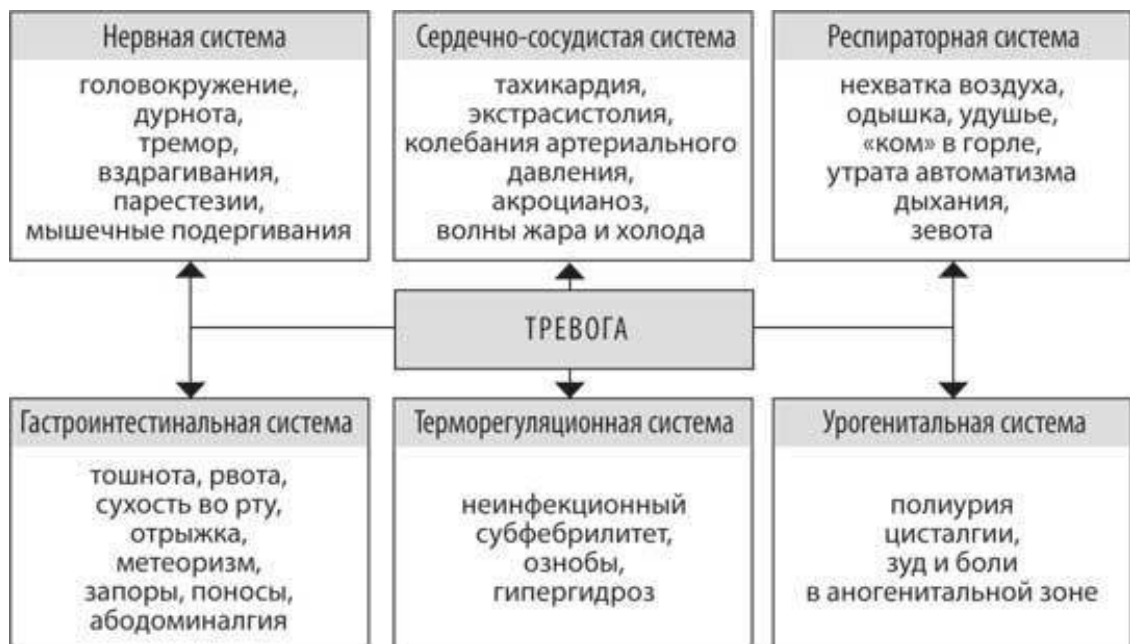 Нервная система
головокружение,
дурнота,
тремор,
вздрагивания,
парестезии,
мышечные подергивания
Сердечно-сосудистая система
тахикардия,
экстрасистолия,
колебания артериального
давления,
акроцианоз,
волны жара и холода
Респираторная система
нехватка воздуха,
одышка, удушье,
«ком» в горле,
утрата автоматизма
дыхания,
зевота
ТРЕВОГА
Гастроинтестинальная система
тошнота, рвота,
сухость во рту,
отрыжка,
метеоризм,
запоры, поносы,
абодоминалгия
Терморегуляционная система
неинфекционный
субфебрилитет,
ознобы,
гипергидроз
Урогенитальная система
полиурия
цисталгии,
зуд и боли
в аногенитальной зоне